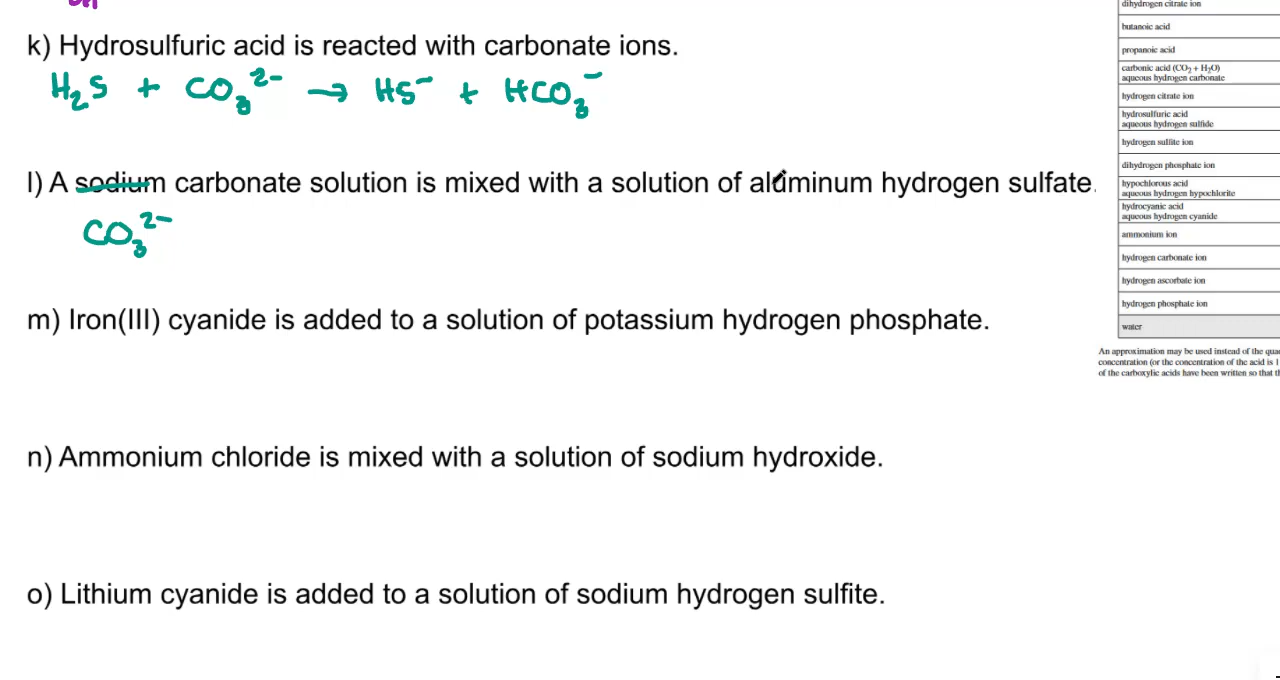 k) Hydrosulfuric acid is reacted with carbonate ions.
H₂S + CO₃²⁻ → HS⁻ + HCO₃⁻
l) A sodium carbonate solution is mixed with a solution of aluminum hydrogen sulfate.
CO₃²⁻
m) Iron(III) cyanide is added to a solution of potassium hydrogen phosphate.
n) Ammonium chloride is mixed with a solution of sodium hydroxide.
o) Lithium cyanide is added to a solution of sodium hydrogen sulfite.
dihydrogen citrate ion
butanoic acid
propanoic acid
carbonic acid (CO₂ + H₂O)
aqueous hydrogen carbonate
hydrogen citrate ion
hydrosulfuric acid
aqueous hydrogen sulfide
hydrogen sulfite ion
dihydrogen phosphate ion
hypochlorous acid
aqueous hydrogen hypochlorite
hydrocyanic acid
aqueous hydrogen cyanide
ammonium ion
hydrogen carbonate ion
hydrogen ascorbate ion
hydrogen phosphate ion
water
An approximation may be used instead of the
concentration (or the concentration of the acid is
of the carboxylic acids have been written so that